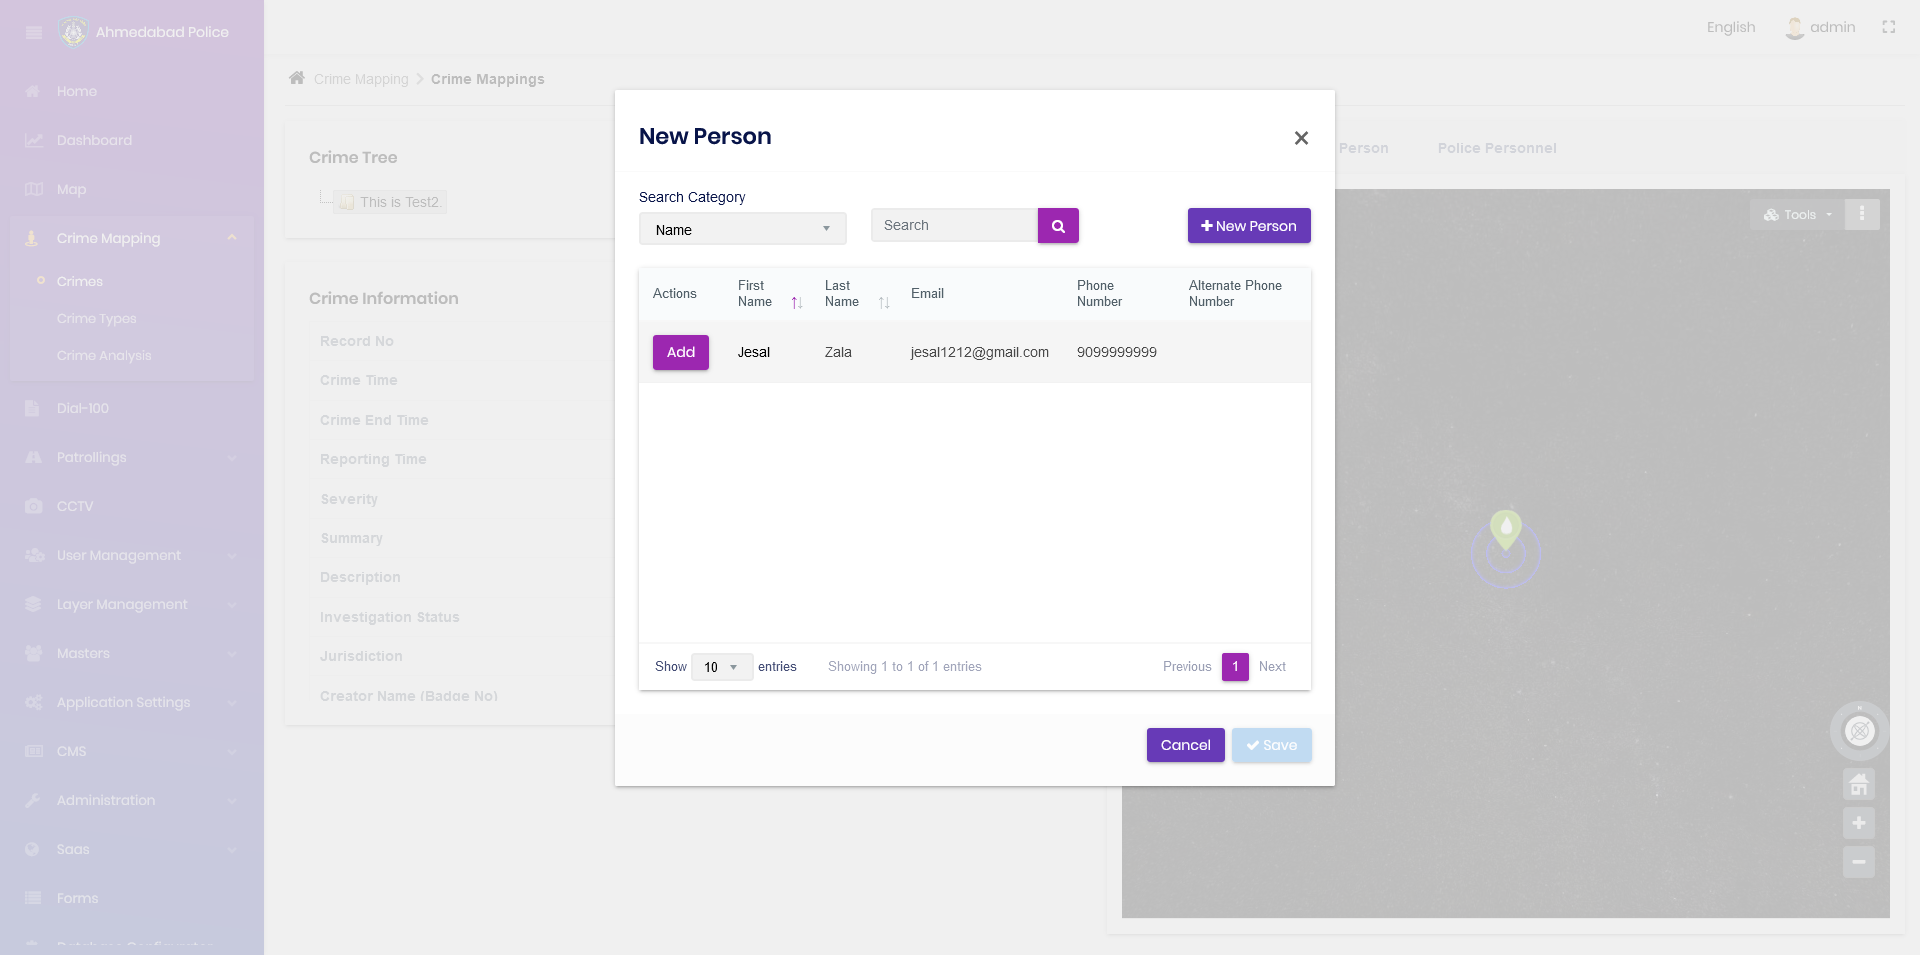 Ahmedabad Police
English
admin
Home
Dashboard
Map
Crime Mapping
Crimes
Crime Types
Crime Analysis
Dial-100
Patrollings
CCTV
User Management
Layer Management
Masters
Application Settings
CMS
Administration
Saas
Forms
Database Configurator
Crime Mapping > Crime Mappings
Crime Tree
This is Test2.
Crime Information
Record No
Crime Time
Crime End Time
Reporting Time
Severity
Summary
Description
Investigation Status
Jurisdiction
Creator Name (Badge No)
Person
Police Personnel
Tools
New Person
×
Search Category
Name
Search
New Person
Actions
First Name
Last Name
Email
Phone Number
Alternate Phone Number
Add
Jesal
Zala
jesal1212@gmail.com
9099999999
Show 10 entries
Showing 1 to 1 of 1 entries
Previous
1
Next
Cancel
Save